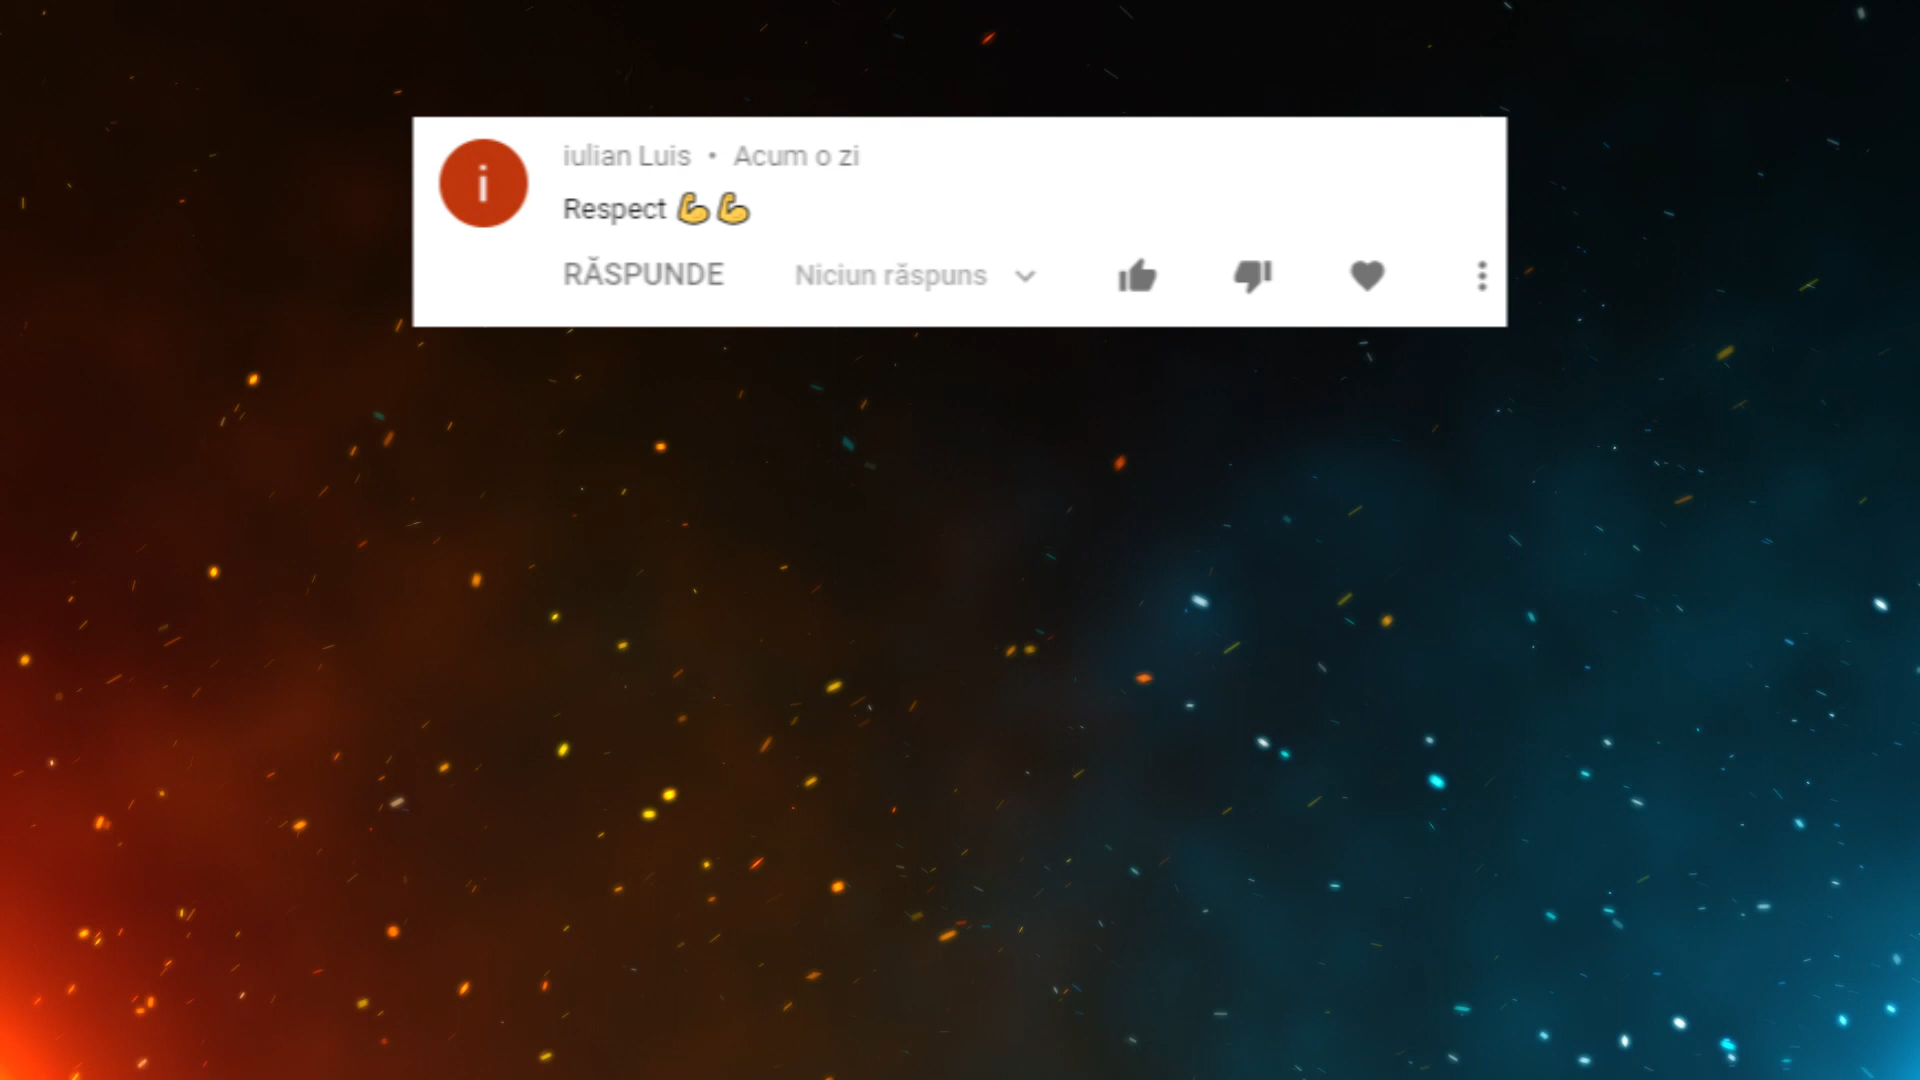 i
iulian Luis • Acum o zi
Respect 💪💪
RĂSPUNDE Niciun răspuns